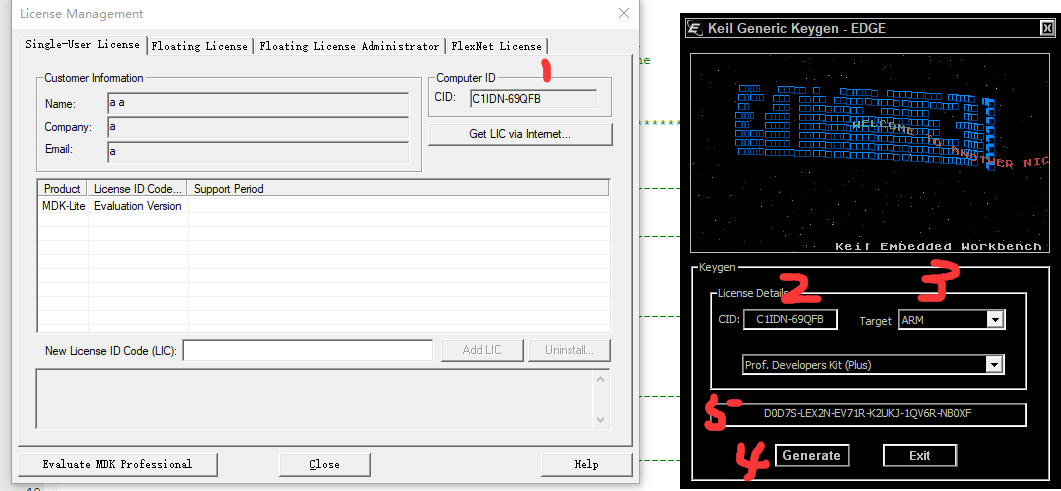 License Management
Single-User License
Floating License
Floating License Administrator
FlexNet License
1
Customer Information
Name:
a a
Company:
a
Email:
a
Computer ID
CID:
C1IDN-69QFB
Get LIC via Internet...
Product
License ID Code...
Support Period
MDK-Lite
Evaluation Version
New License ID Code (LIC):
Add LIC
Uninstall...
Evaluate MDK Professional
Close
Help
Keil Generic Keygen - EDGE
WELCOME TO ANOTHER NIC
Keil Embedded Workbench
Keygen
License Details
2
3
CID:
C1IDN-69QFB
Target
ARM
Prof. Developers Kit (Plus)
5
D0D7S-LEX2N-EV71R-K2UKJ-1QV6R-NB0XF
4
Generate
Exit